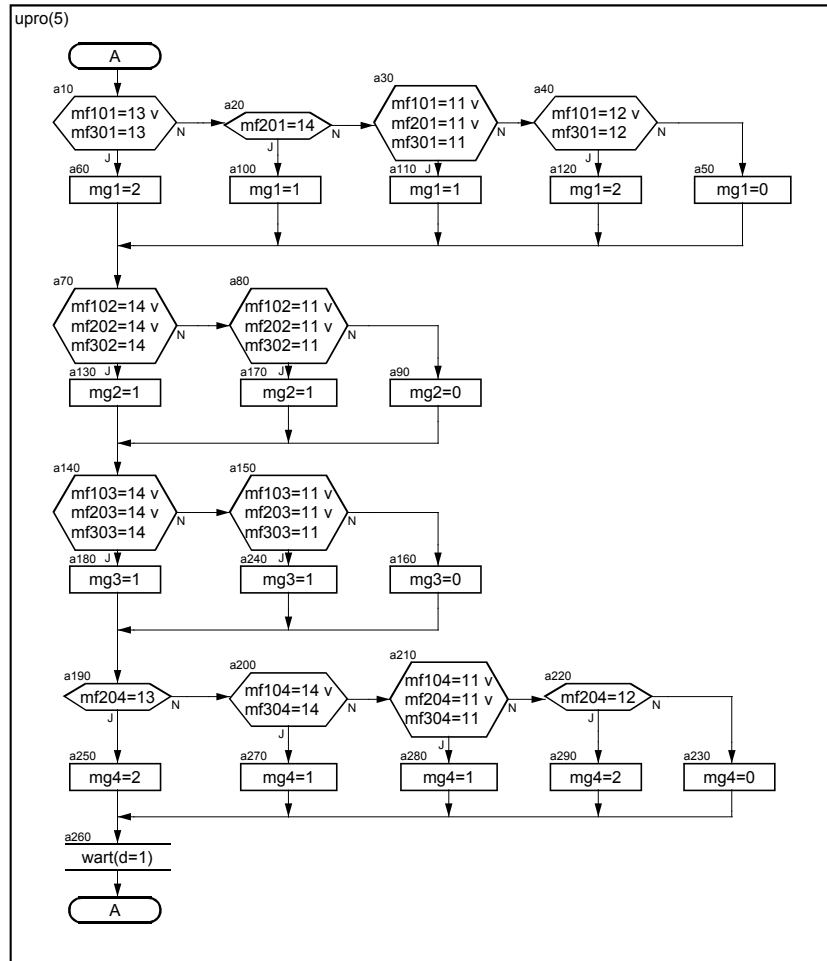 upro(5)
A
a10
mf101=13 v
mf301=13
N
J
a20
mf201=14
N
J
a30
mf101=11 v
mf201=11 v
mf301=11
N
J
a40
mf101=12 v
mf301=12
N
J
a60
mg1=2
a100
mg1=1
a110
mg1=1
a120
mg1=2
a50
mg1=0
a70
mf102=14 v
mf202=14 v
mf302=14
N
J
a80
mf102=11 v
mf202=11 v
mf302=11
N
J
a130
mg2=1
a170
mg2=1
a90
mg2=0
a140
mf103=14 v
mf203=14 v
mf303=14
N
J
a150
mf103=11 v
mf203=11 v
mf303=11
N
J
a180
mg3=1
a240
mg3=1
a160
mg3=0
a190
mf204=13
N
J
a200
mf104=14 v
mf304=14
N
J
a210
mf104=11 v
mf204=11 v
mf304=11
N
J
a220
mf204=12
N
J
a250
mg4=2
a270
mg4=1
a280
mg4=1
a290
mg4=2
a230
mg4=0
a260
wart(d=1)
A